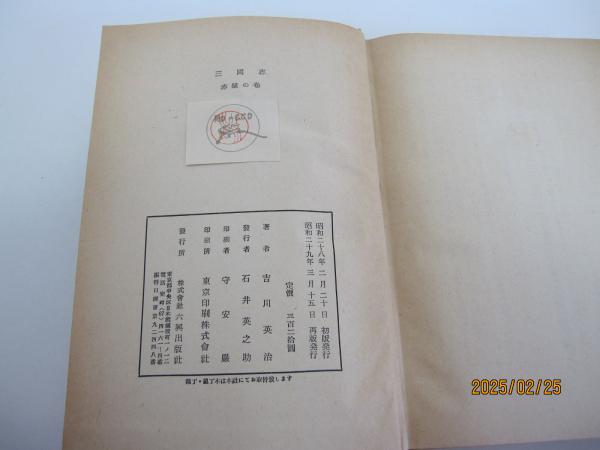 三國志
赤壁の巻
ROKKO
昭和二十八年 二月二十日 初版発行
昭和二十九年 三月十五日 再版発行
定價 三百二拾圓
著者 吉川英治
發行者 石井英之助
印刷者 守安巖
印刷所 東京印刷株式會社
發行所 株式會社 六興出版社
落丁・亂丁本は本社にてお取替致します
2025/02/25